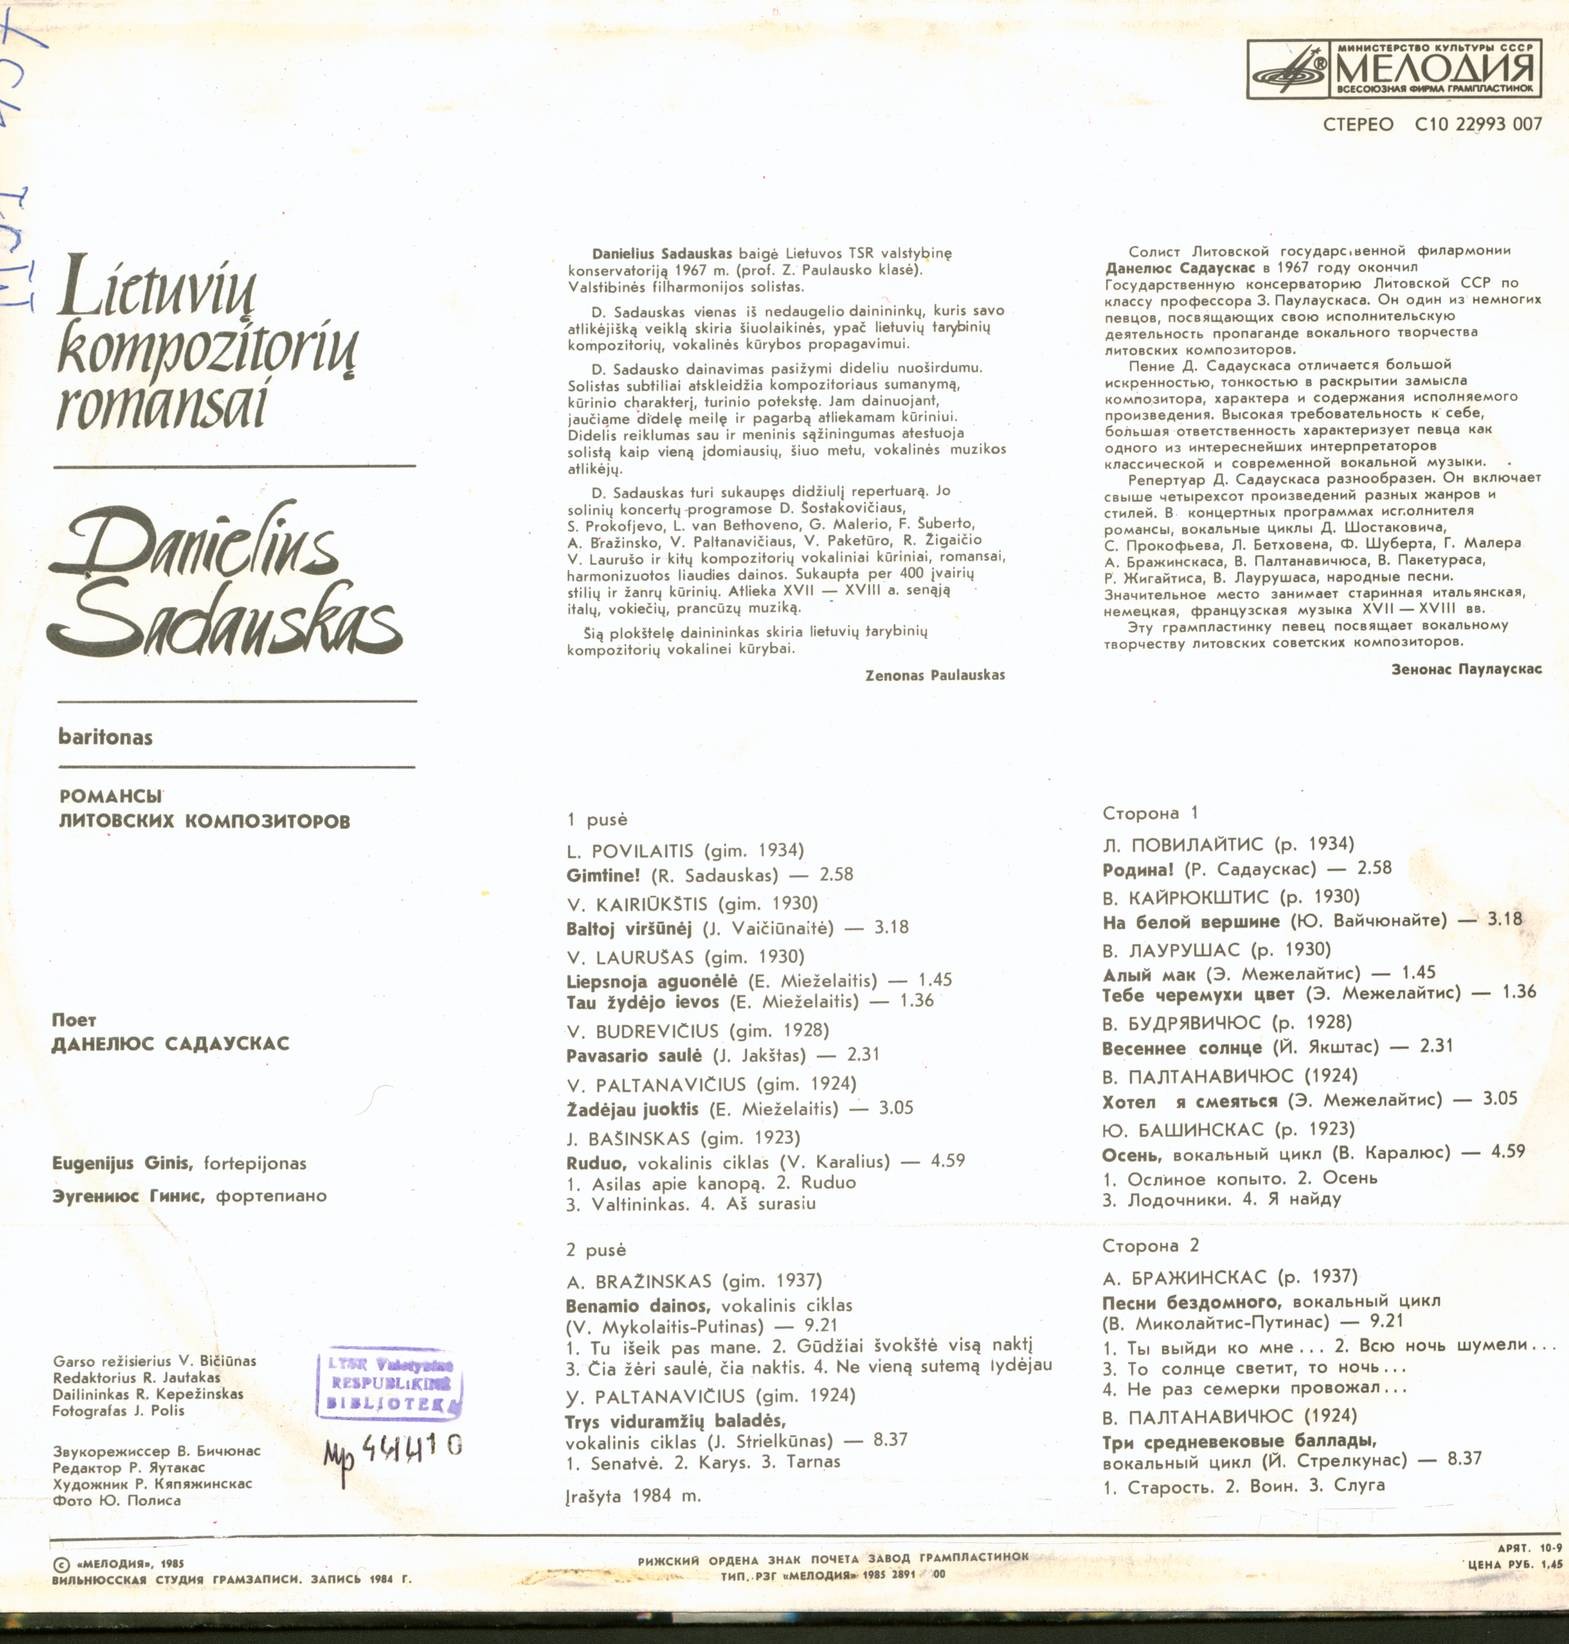 МИНИСТЕРСТВО КУЛЬТУРЫ СССР
МЕЛОДИЯ
ВСЕСОЮЗНАЯ ФИРМА ГРАМПЛАСТИНОК
СТЕРЕО С10 22993 007
Lietuvių
kompozitorių
romansai
Danielius
Sadauskas
baritonas
РОМАНСЫ
ЛИТОВСКИХ КОМПОЗИТОРОВ
Поет
ДАНЕЛЮС САДАУСКАС
Eugenijus Ginis, fortepijonas
Эугениюс Гинис, фортепиано
Garso režisierius V. Bičiūnas
Redaktorius R. Jautakas
Dailininkas R. Kepežinskas
Fotografas J. Polis
Звукорежиссер В. Бичюнас
Редактор Р. Яутакас
Художник Р. Кяпяжинскас
Фото Ю. Полиса
LTSR Valstybinė
RESPUBLIKINĖ
BIBLIOTEKA
Mp 44410
Danielius Sadauskas baigė Lietuvos TSR valstybinę
konservatoriją 1967 m. (prof. Z. Paulausko klasė).
Valstibinės filharmonijos solistas.
D. Sadauskas vienas iš nedaugelio dainininkų, kuris savo
atlikėjišką veiklą skiria šiuolaikinės, ypač lietuvių tarybinių
kompozitorių, vokalinės kūrybos propagavimui.
D. Sadausko dainavimas pasižymi dideliu nuoširdumu.
Solistas subtiliai atskleidžia kompozitoriaus sumanymą,
kūrinio charakterį, turinio potekstę. Jam dainuojant,
jaučiame didelę meilę ir pagarbą atliekamam kūriniui.
Didelis reiklumas sau ir meninis sąžiningumas atestuoja
solistą kaip vieną įdomiausių, šiuo metu, vokalinės muzikos
atlikėjų.
D. Sadauskas turi sukaupęs didžiulį repertuarą. Jo
solinių koncertų programose D. Šostakovičiaus,
S. Prokofjevo, L. van Bethoveno, G. Malerio, F. Šuberto,
A. Bražinsko, V. Paltanavičiaus, V. Paketūro, R. Žigaičio
V. Laurušo ir kitų kompozitorių vokaliniai kūriniai, romansai,
harmonizuotos liaudies dainos. Sukaupta per 400 įvairių
stilių ir žanrų kūrinių. Atlieka XVII — XVIII a. senąją
italų, vokiečių, prancūzų muziką.
Šią plokštelę dainininkas skiria lietuvių tarybinių
kompozitorių vokalinei kūrybai.
Zenonas Paulauskas
Солист Литовской государственной филармонии
Данелюс Садаускас в 1967 году окончил
Государственную консерваторию Литовской ССР по
классу профессора З. Паулаускаса. Он один из немногих
певцов, посвящающих свою исполнительскую
деятельность пропаганде вокального творчества
литовских композиторов.
Пение Д. Садаускаса отличается большой
искренностью, тонкостью в раскрытии замысла
композитора, характера и содержания исполняемого
произведения. Высокая требовательность к себе,
большая ответственность характеризует певца как
одного из интереснейших интерпретаторов
классической и современной вокальной музыки.
Репертуар Д. Садаускаса разнообразен. Он включает
свыше четырехсот произведений разных жанров и
стилей. В концертных программах исполнителя
романсы, вокальные циклы Д. Шостаковича,
С. Прокофьева, Л. Бетховена, Ф. Шуберта, Г. Малера
А. Бражинскаса, В. Палтанавичюса, В. Пакетураса,
Р. Жигайтиса, В. Лаурушаса, народные песни.
Значительное место занимает старинная итальянская,
немецкая, французская музыка XVII — XVIII вв.
Эту грампластинку певец посвящает вокальному
творчеству литовских советских композиторов.
Зенонас Паулаускас
1 pusė
L. POVILAITIS (gim. 1934)
Gimtine! (R. Sadauskas) — 2.58
V. KAIRIŪKŠTIS (gim. 1930)
Baltoj viršūnėj (J. Vaičiūnaitė) — 3.18
V. LAURUŠAS (gim. 1930)
Liepsnoja aguonėlė (E. Mieželaitis) — 1.45
Tau žydėjo ievos (E. Mieželaitis) — 1.36
V. BUDREVIČIUS (gim. 1928)
Pavasario saulė (J. Jakštas) — 2.31
V. PALTANAVIČIUS (gim. 1924)
Žadėjau juoktis (E. Mieželaitis) — 3.05
J. BAŠINSKAS (gim. 1923)
Ruduo, vokalinis ciklas (V. Karalius) — 4.59
1. Asilas apie kanopą. 2. Ruduo
3. Valtininkas. 4. Aš surasiu
2 pusė
A. BRAŽINSKAS (gim. 1937)
Benamio dainos, vokalinis ciklas
(V. Mykolaitis-Putinas) — 9.21
1. Tu išeik pas mane. 2. Gūdžiai švokštė visą naktį
3. Čia žėri saulė, čia naktis. 4. Ne vieną sutemą lydėjau
У. PALTANAVIČIUS (gim. 1924)
Trys viduramžių baladės,
vokalinis ciklas (J. Strielkūnas) — 8.37
1. Senatvė. 2. Karys. 3. Tarnas
Įrašyta 1984 m.
Сторона 1
Л. ПОВИЛАЙТИС (р. 1934)
Родина! (Р. Садаускас) — 2.58
В. КАЙРЮКШТИС (р. 1930)
На белой вершине (Ю. Вайчюнайте) — 3.18
В. ЛАУРУШАС (р. 1930)
Алый мак (Э. Межелайтис) — 1.45
Тебе черемухи цвет (Э. Межелайтис) — 1.36
В. БУДРЯВИЧЮС (р. 1928)
Весеннее солнце (Й. Якштас) — 2.31
В. ПАЛТАНАВИЧЮС (1924)
Хотел я смеяться (Э. Межелайтис) — 3.05
Ю. БАШИНСКАС (р. 1923)
Осень, вокальный цикл (В. Каралюс) — 4.59
1. Ослиное копыто. 2. Осень
3. Лодочники. 4. Я найду
Сторона 2
А. БРАЖИНСКАС (р. 1937)
Песни бездомного, вокальный цикл
(В. Миколайтис-Путинас) — 9.21
1. Ты выйди ко мне... 2. Всю ночь шумели...
3. То солнце светит, то ночь...
4. Не раз семерки провожал...
В. ПАЛТАНАВИЧЮС (1924)
Три средневековые баллады,
вокальный цикл (Й. Стрелкунас) — 8.37
1. Старость. 2. Воин. 3. Слуга
© «МЕЛОДИЯ», 1985
ВИЛЬНЮССКАЯ СТУДИЯ ГРАМЗАПИСИ. ЗАПИСЬ 1984 Г.
РИЖСКИЙ ОРДЕНА ЗНАК ПОЧЕТА ЗАВОД ГРАМПЛАСТИНОК
ТИП. РЗГ «МЕЛОДИЯ» 1985 2891 00
АРЯТ. 10-9
ЦЕНА РУБ. 1,45